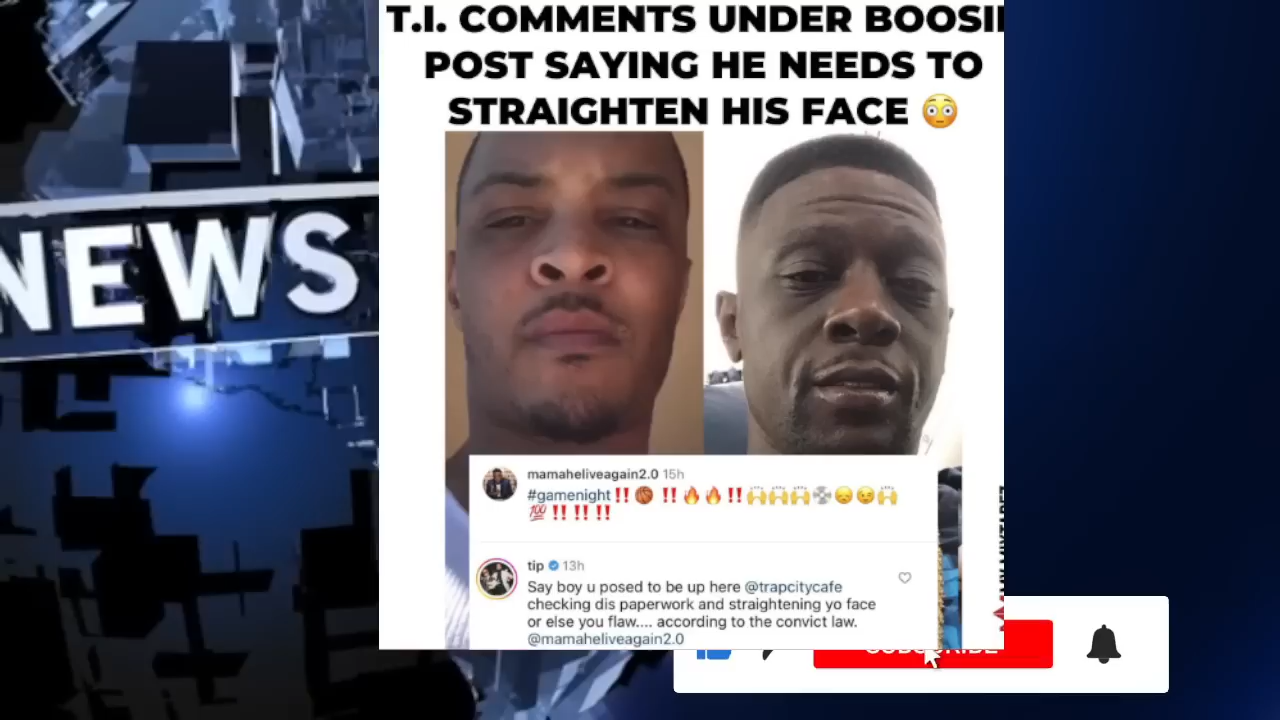 T.I. COMMENTS UNDER BOOSI
POST SAYING HE NEEDS TO
STRAIGHTEN HIS FACE 😳
NEWS
mamaheliveagain2.0 15h
#gamenight‼️🏀 ‼️🔥🔥‼️🙌🙌🙌💨😞😉🙌
💯‼️‼️‼️
tip 13h
Say boy u posed to be up here @trapcitycafe
checking dis paperwork and straightening yo face
or else you flaw.... according to the convict law.
@mamaheliveagain2.0
SUBSCRIBE